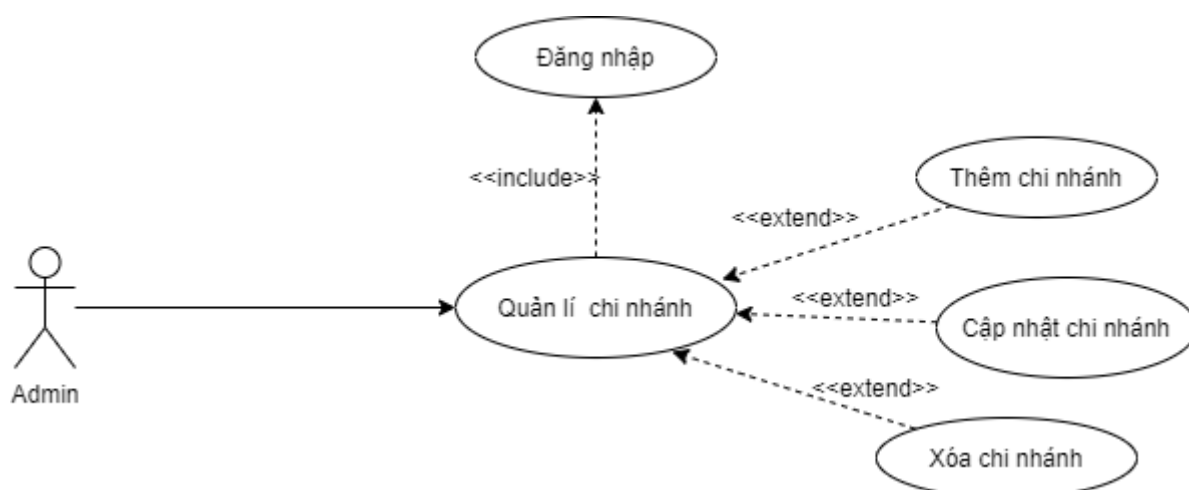 Đăng nhập
<<include>>
Thêm chi nhánh
<<extend>>
Quản lí chi nhánh
<<extend>>
Cập nhật chi nhánh
Admin
<<extend>>
Xóa chi nhánh